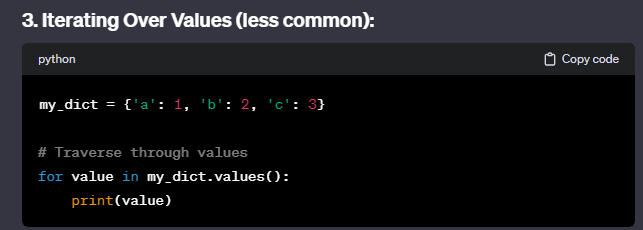 3. Iterating Over Values (less common):
python
Copy code
my_dict = {'a': 1, 'b': 2, 'c': 3}
# Traverse through values
for value in my_dict.values():
    print(value)